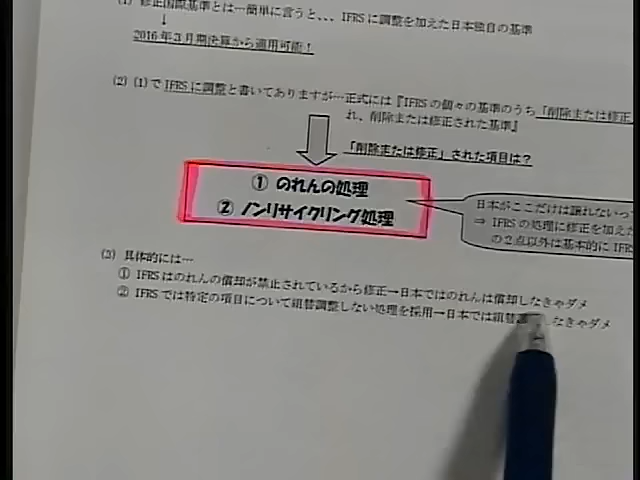 (1) 修正国際基準とは…簡単に言うと、、、IFRSに調整を加えた日本独自の基準
↓
2016年3月期決算から適用可能！
(2) (1)でIFRSに調整と書いてありますが…正式には『IFRSの個々の基準のうち「削除または修正
れ、削除または修正された基準』
「削除または修正」された項目は？
① のれんの処理
② ノンリサイクリング処理
日本がここだけは譲れないっ
⇒ IFRSの処理に修正を加えた
の2点以外は基本的にIFRS
(3) 具体的には…
① IFRSはのれんの償却が禁止されているから修正→日本ではのれんは償却しなきゃダメ
② IFRSでは特定の項目について組替調整しない処理を採用→日本では組替調 しなきゃダメ